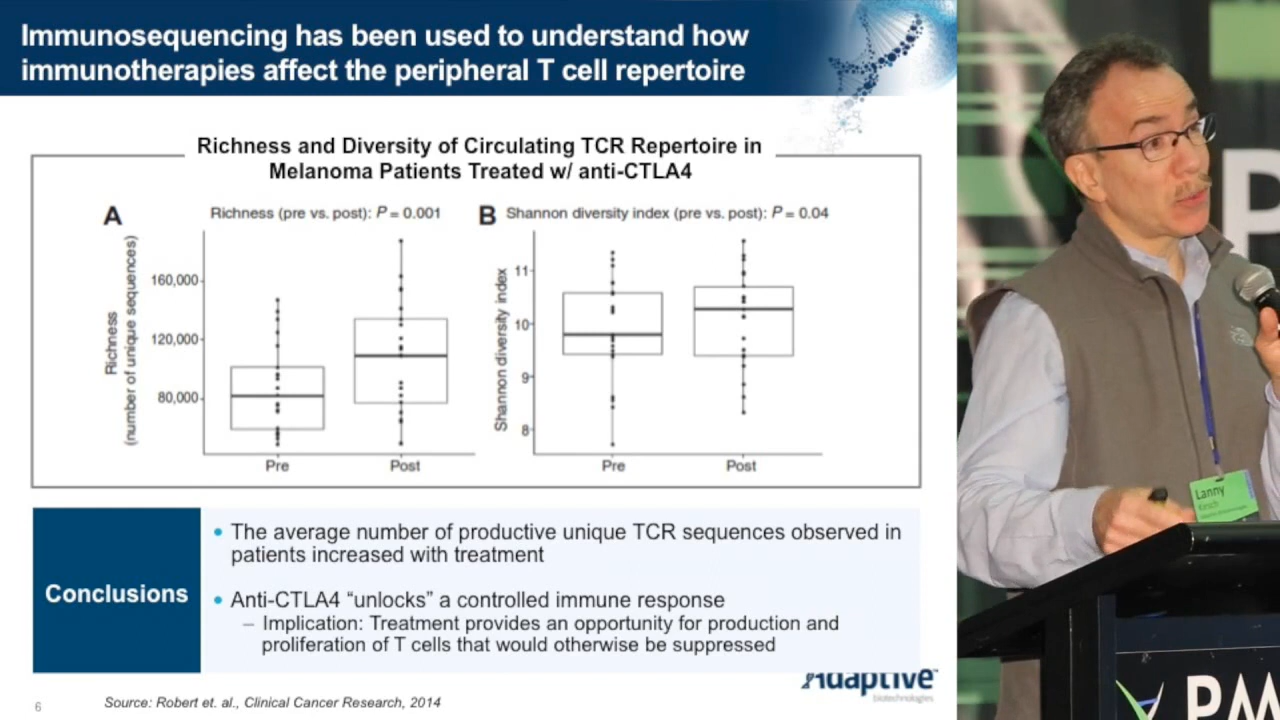 Immunosequencing has been used to understand how
immunotherapies affect the peripheral T cell repertoire
Richness and Diversity of Circulating TCR Repertoire in
Melanoma Patients Treated w/ anti-CTLA4
A
Richness (pre vs. post): P = 0.001
Richness
(number of unique sequences)
160,000
120,000
80,000
Pre
Post
B
Shannon diversity index (pre vs. post): P = 0.04
Shannon diversity index
11
10
9
8
Pre
Post
Conclusions
• The average number of productive unique TCR sequences observed in
patients increased with treatment
• Anti-CTLA4 “unlocks” a controlled immune response
– Implication: Treatment provides an opportunity for production and
proliferation of T cells that would otherwise be suppressed
Adaptive™
biotechnologies
6
Source: Robert et. al., Clinical Cancer Research, 2014
P
Lanny
PM